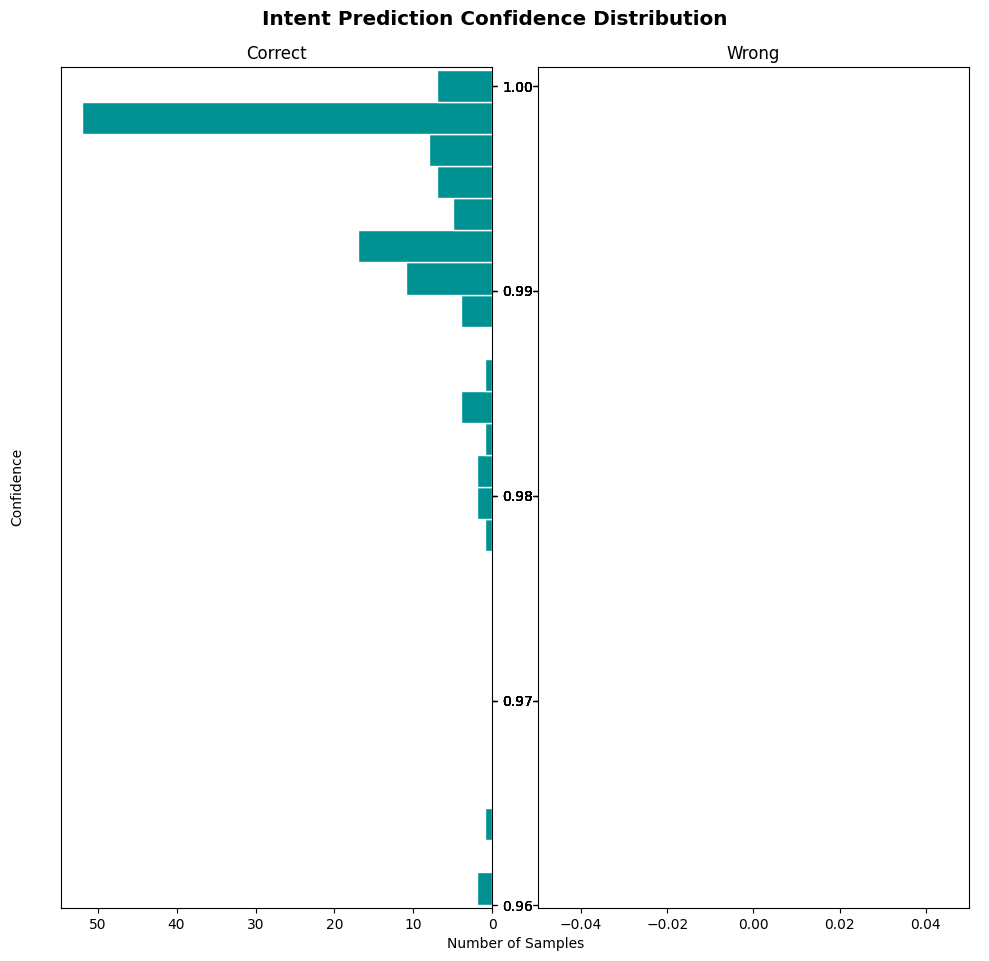 Intent Prediction Confidence Distribution
Correct
Wrong
1.00
0.99
0.98
0.97
0.96
Confidence
50 40 30 20 10 0
−0.04 −0.02 0.00 0.02 0.04
Number of Samples